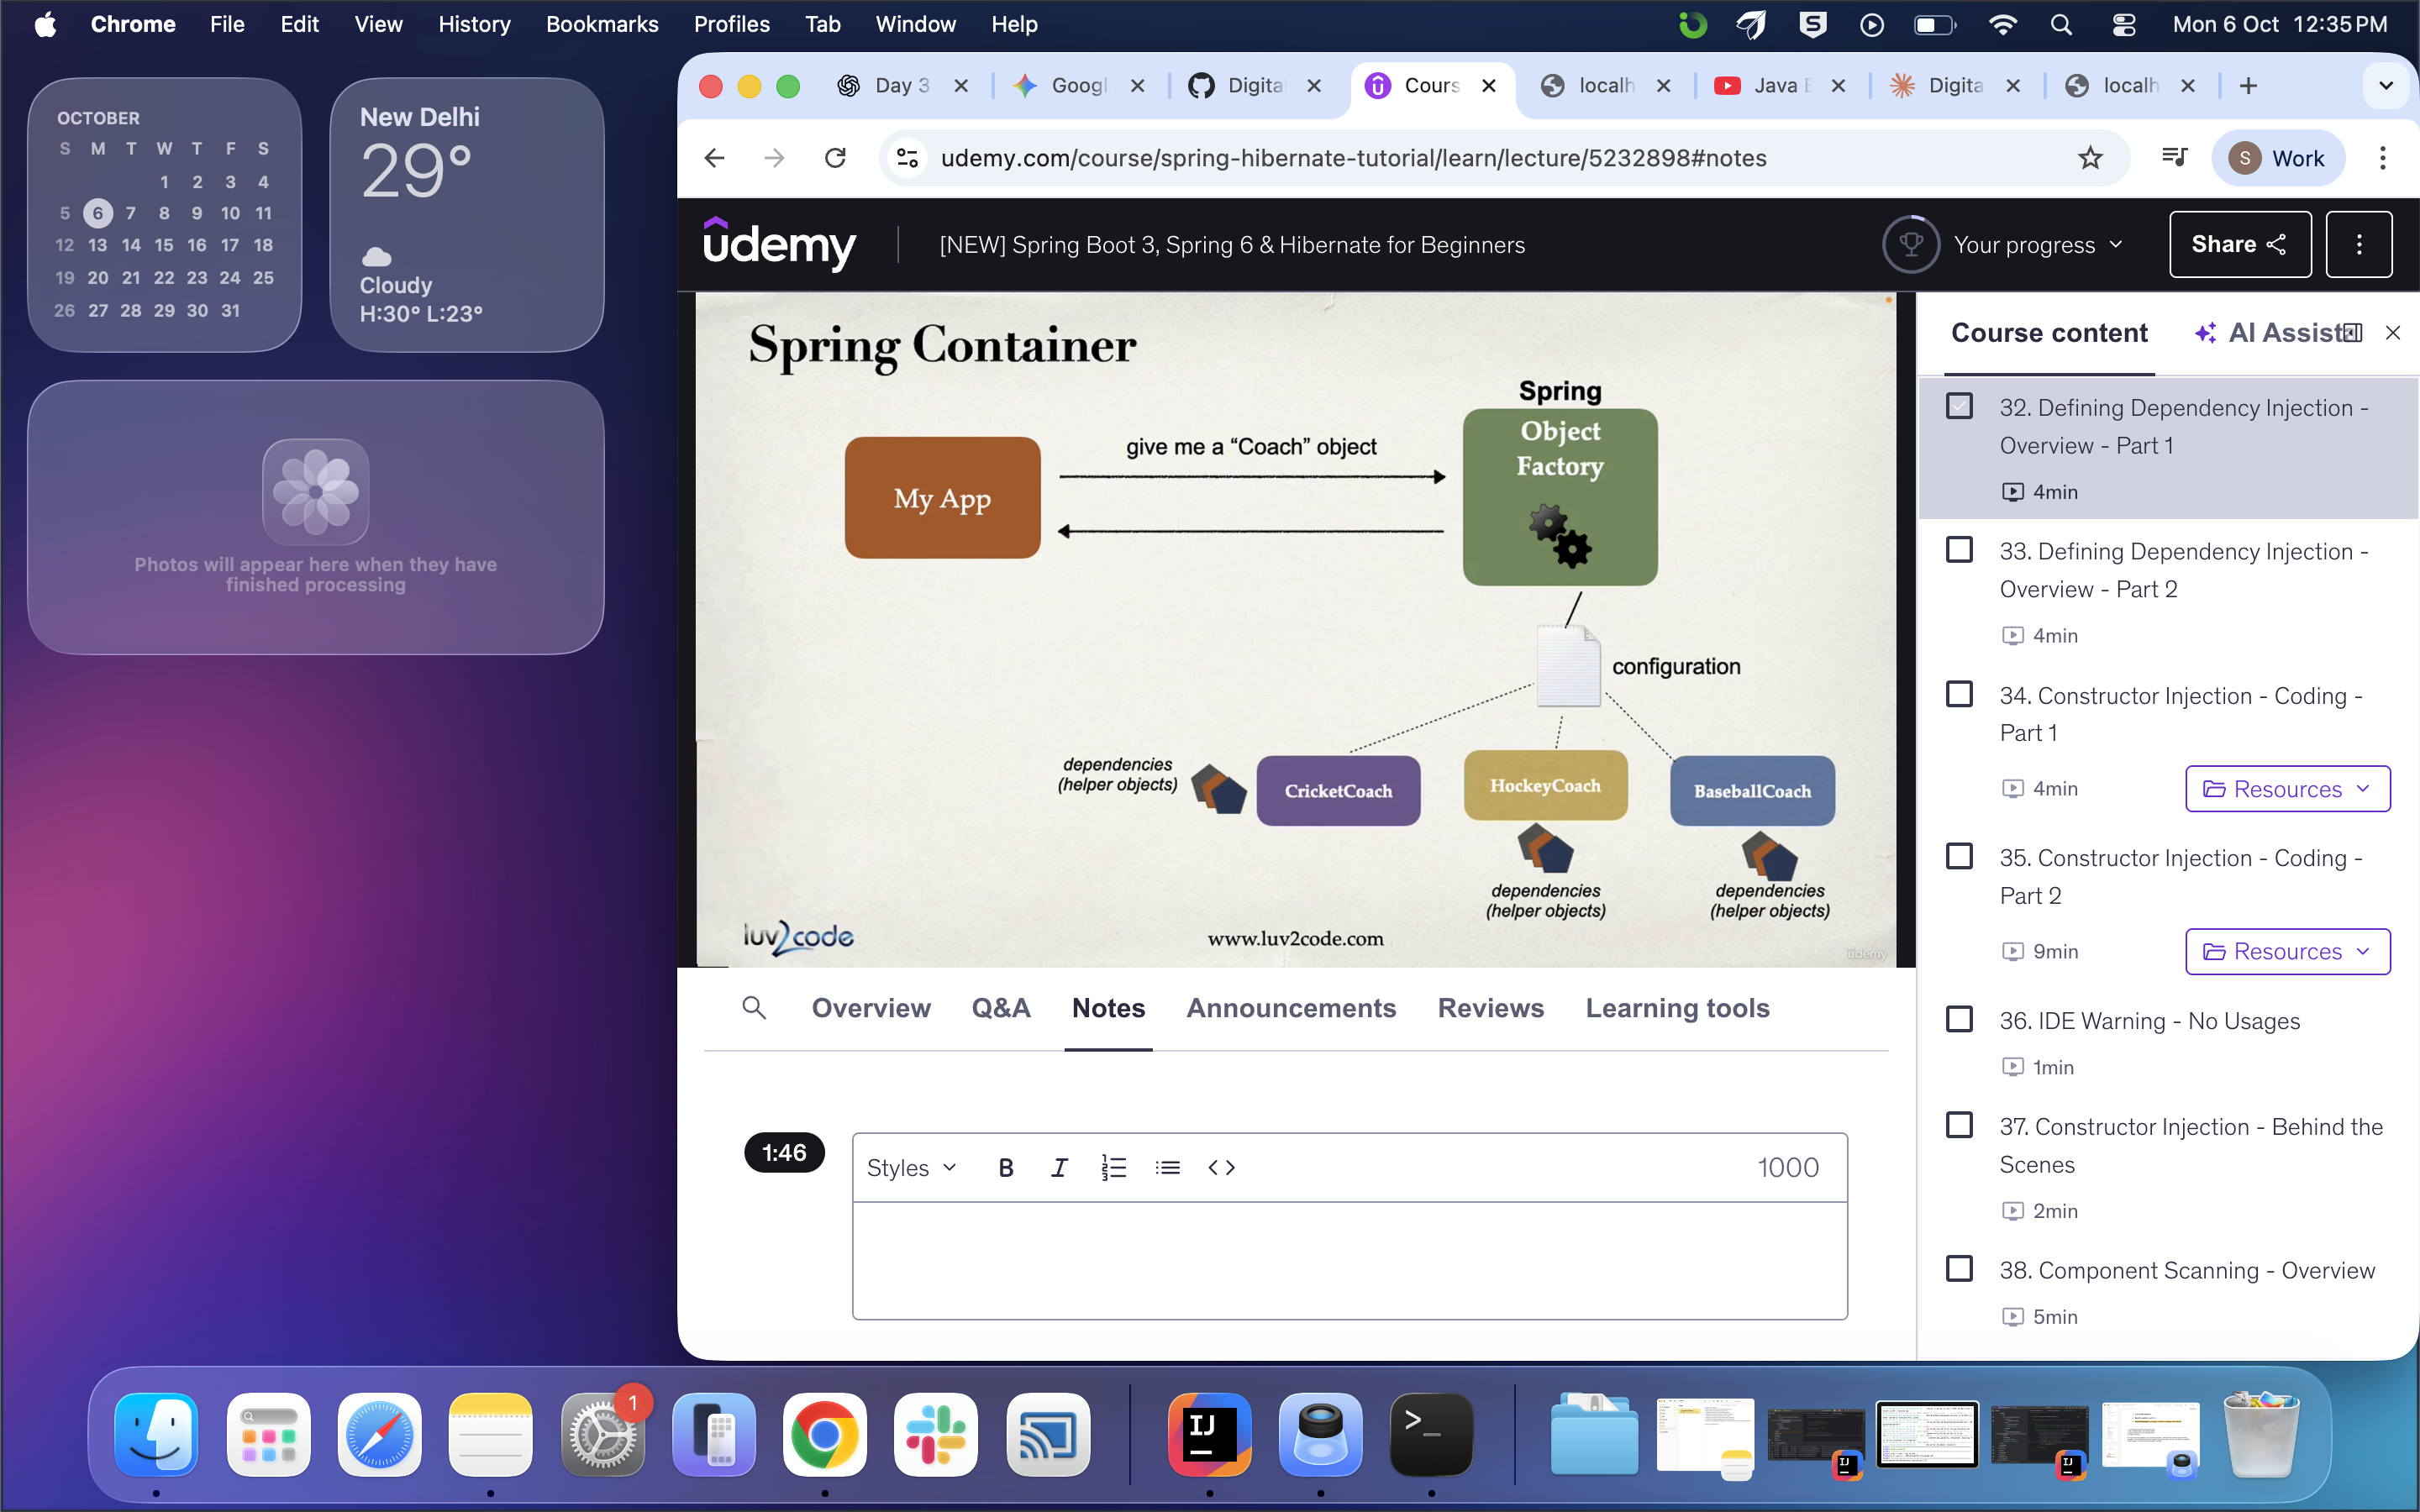 Chrome File Edit View History Bookmarks Profiles Tab Window Help
Mon 6 Oct 12:35 PM
OCTOBER
S M T W T F S
1 2 3 4
5 6 7 8 9 10 11
12 13 14 15 16 17 18
19 20 21 22 23 24 25
26 27 28 29 30 31
New Delhi
29°
Cloudy
H:30° L:23°
Photos will appear here when they have
finished processing
Day 3
Googl
Digita
Cours
localh
Java
Digita
localh
udemy.com/course/spring-hibernate-tutorial/learn/lecture/5232898#notes
S Work
udemy
[NEW] Spring Boot 3, Spring 6 & Hibernate for Beginners
Your progress
Share
Spring Container
Spring
Object
Factory
give me a “Coach” object
My App
configuration
dependencies
(helper objects)
CricketCoach
HockeyCoach
BaseballCoach
dependencies
(helper objects)
dependencies
(helper objects)
luv2code
www.luv2code.com
udemy
Course content
AI Assist
32. Defining Dependency Injection -
Overview - Part 1
4min
33. Defining Dependency Injection -
Overview - Part 2
4min
34. Constructor Injection - Coding -
Part 1
4min
Resources
35. Constructor Injection - Coding -
Part 2
9min
Resources
36. IDE Warning - No Usages
1min
37. Constructor Injection - Behind the
Scenes
2min
38. Component Scanning - Overview
5min
Overview Q&A Notes Announcements Reviews Learning tools
1:46
Styles B I 1000
1
IJ